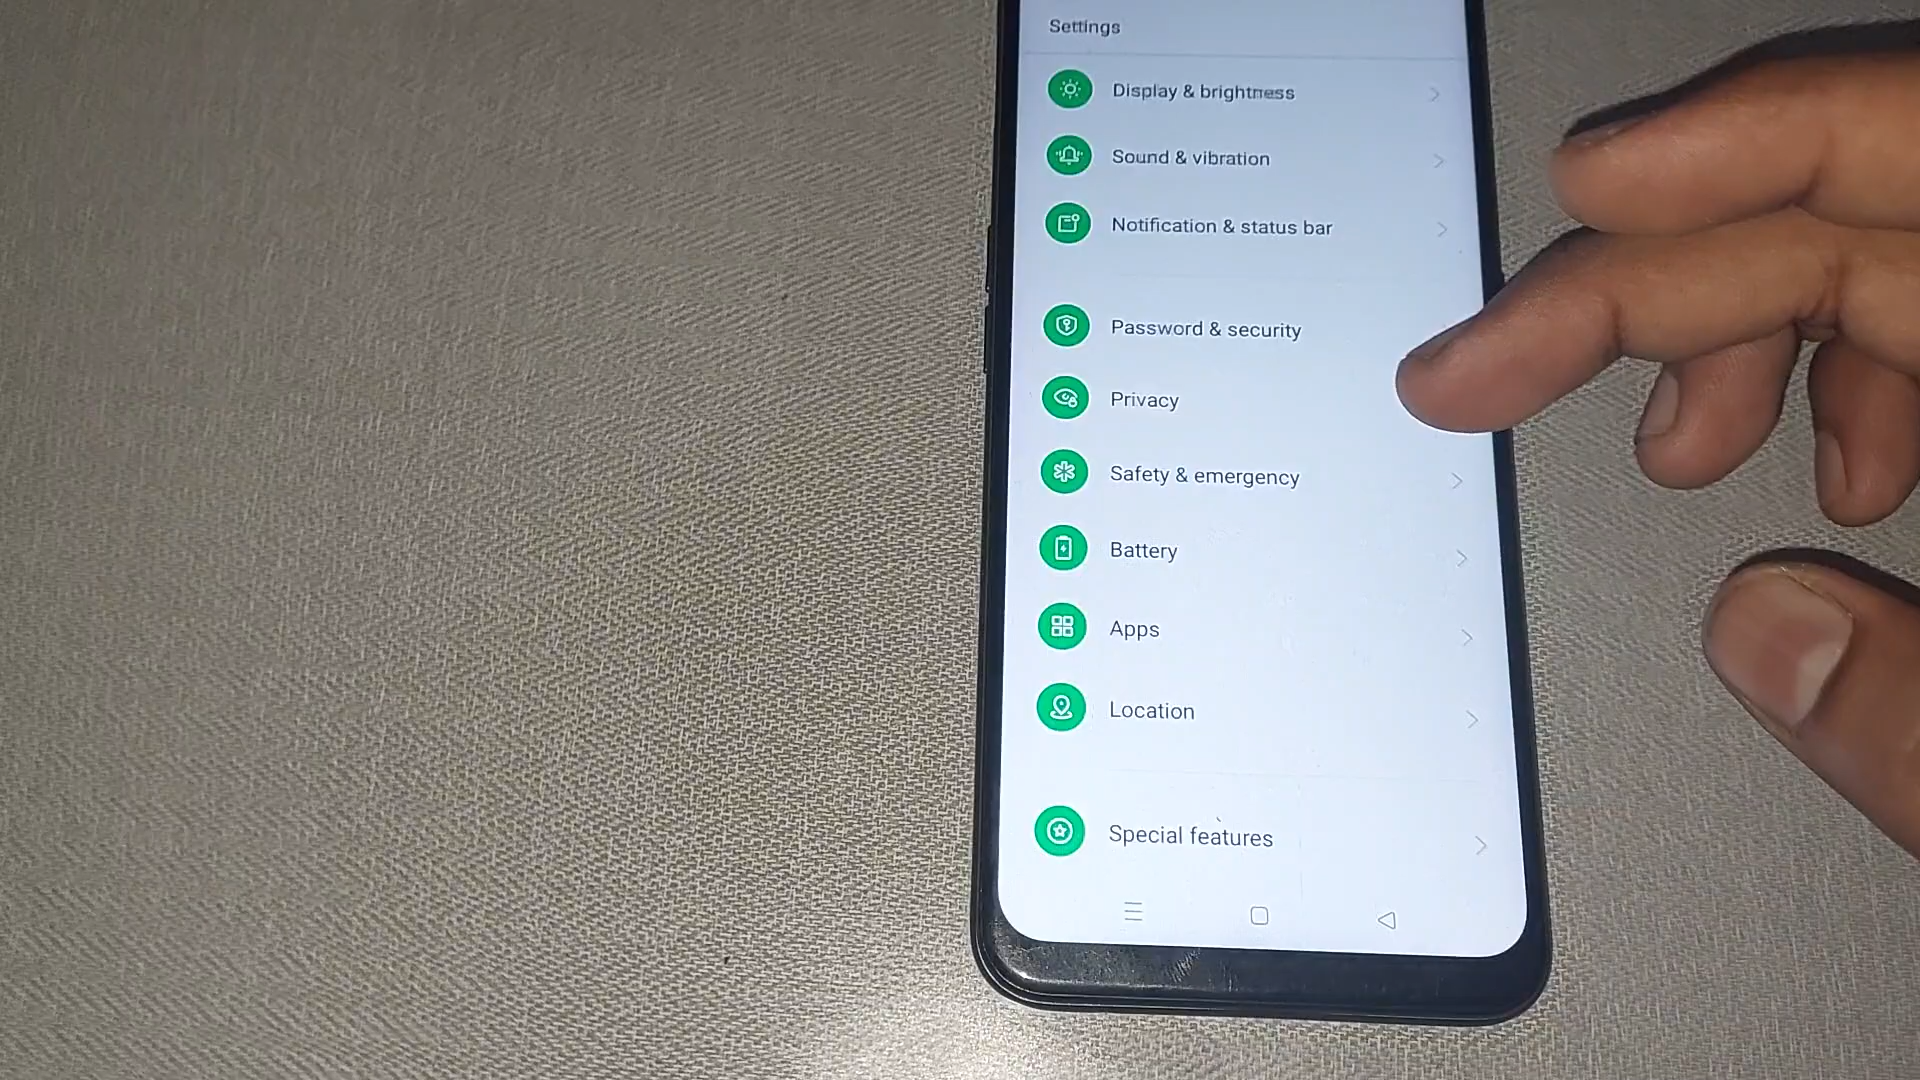 Settings
Display & brightness
Sound & vibration
Notification & status bar
Password & security
Privacy
Safety & emergency
Battery
Apps
Location
Special features